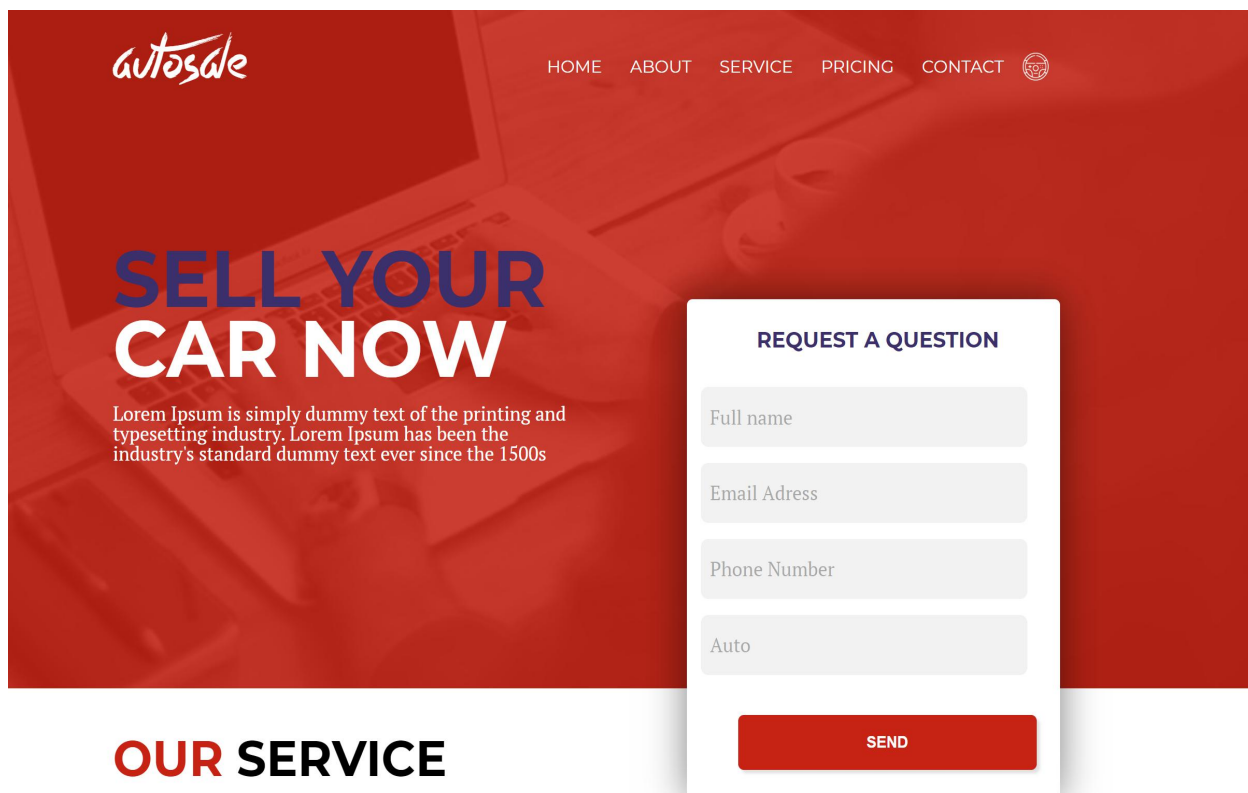 autosale
HOME ABOUT SERVICE PRICING CONTACT
SELL YOUR
CAR NOW
Lorem Ipsum is simply dummy text of the printing and
typesetting industry. Lorem Ipsum has been the
industry's standard dummy text ever since the 1500s
REQUEST A QUESTION
Full name
Email Adress
Phone Number
Auto
SEND
OUR SERVICE